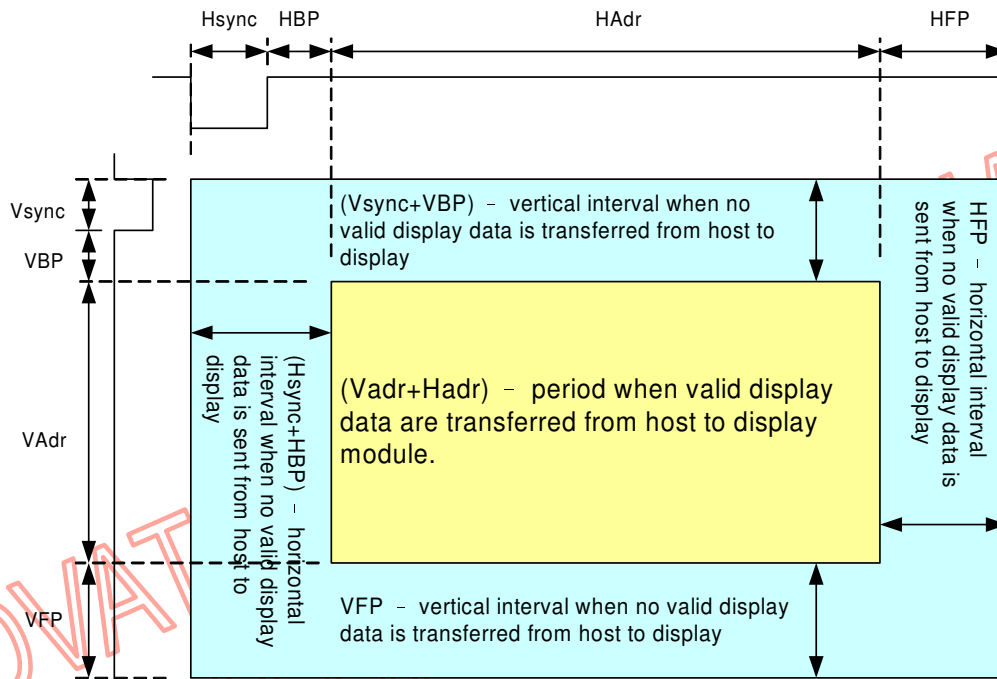 Hsync HBP HAdr HFP
Vsync
VBP
VAdr
VFP
(Vsync+VBP) – vertical interval when no
valid display data is transferred from host to
display
HFP – horizontal interval
when no valid display data is
sent from host to display
(Hsync+HBP) – horizontal
interval when no valid display
data is sent from host to
display
(Vadr+Hadr) – period when valid display
data are transferred from host to display
module.
VFP – vertical interval when no valid display
data is transferred from host to display